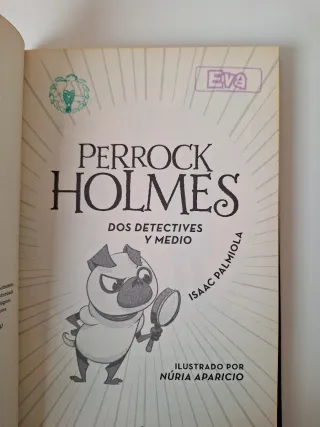 Eva
PERROCK
HOLMES
DOS DETECTIVES
Y MEDIO
ISAAC PALMIOLA
ILUSTRADO POR
NÚRIA APARICIO